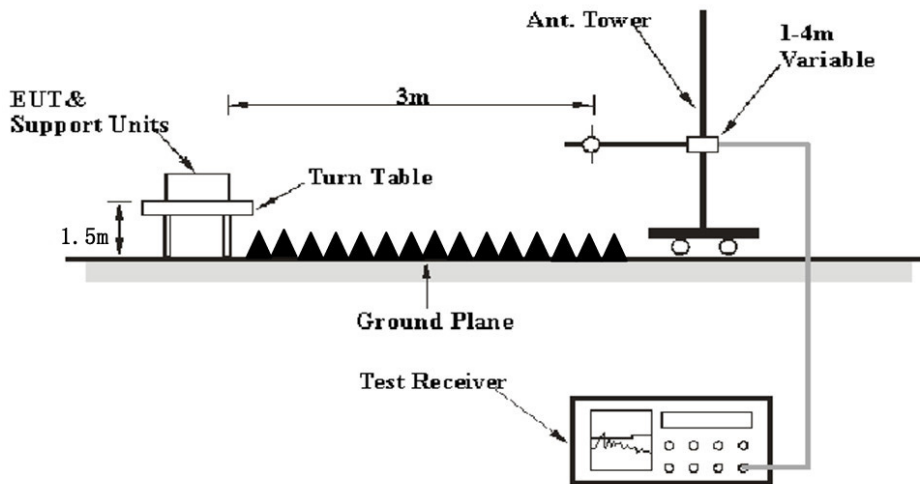 Ant. Tower
1-4m
Variable
3m
EUT&
Support Units
Turn Table
1.5m
Ground Plane
Test Receiver